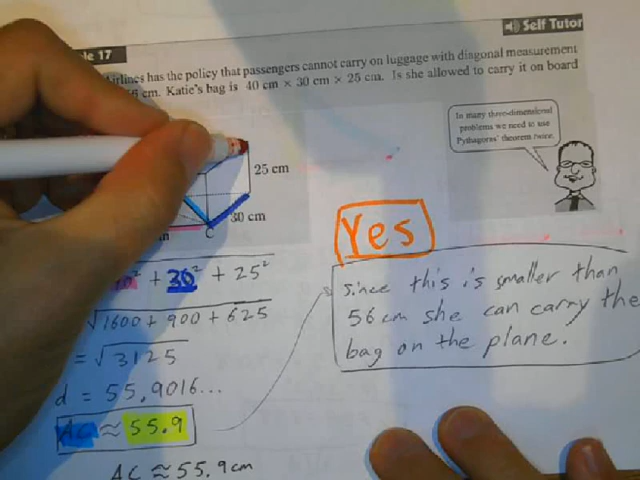 Self Tutor
17
has the policy that passengers cannot carry on luggage with diagonal measurement
cm. Katie's bag is 40 cm × 30 cm × 25 cm. Is she allowed to carry it on board
In many three-dimensional
problems we need to use
Pythagoras' theorem twice.
25 cm
30 cm
C
Yes
+ 30² + 25²
√1600 + 900 + 625
= √3125
d = 55.9016...
AC ≈ 55.9
AC ≈ 55.9 cm
since this is smaller than
56 cm she can carry the
bag on the plane.